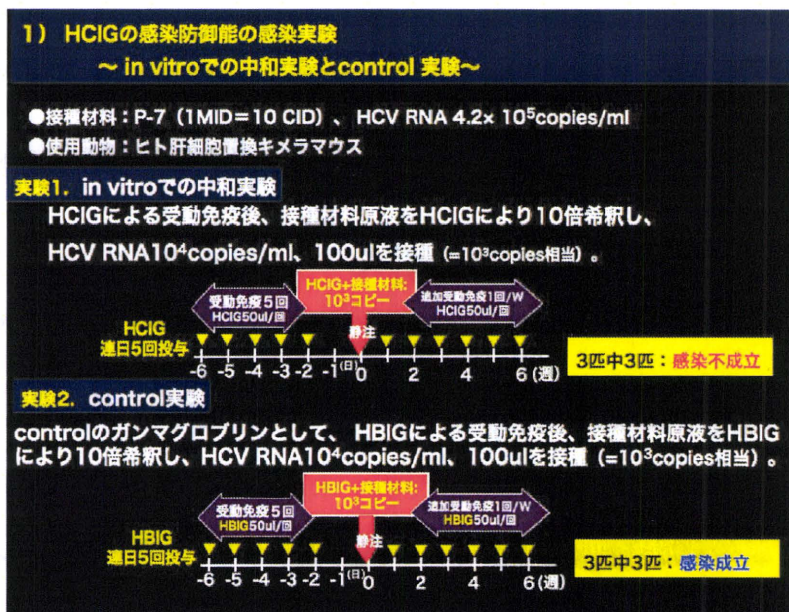 1） HCIGの感染防御能の感染実験
～ in vitroでの中和実験とcontrol 実験～
●接種材料：P-7（1MID＝10 CID）、HCV RNA 4.2× 10⁵copies/ml
●使用動物：ヒト肝細胞置換キメラマウス
実験1. in vitroでの中和実験
HCIGによる受動免疫後、接種材料原液をHCIGにより10倍希釈し、
HCV RNA10⁴copies/ml、100ulを接種（=10³copies相当）。
受動免疫5回
HCIG50ul/回
HCIG+接種材料:
10³コピー
追加受動免疫1回/W
HCIG50ul/回
静注
HCIG
連日5回投与
-6 -5 -4 -3 -2 -1 (日) 0 2 4 6 (週)
3匹中3匹：感染不成立
実験2. control実験
controlのガンマグロブリンとして、HBIGによる受動免疫後、接種材料原液をHBIG
により10倍希釈し、HCV RNA10⁴copies/ml、100ulを接種（=10³copies相当）。
受動免疫5回
HBIG50ul/回
HBIG+接種材料:
10³コピー
追加受動免疫1回/W
HBIG50ul/回
静注
HBIG
連日5回投与
-6 -5 -4 -3 -2 -1 (日) 0 2 4 6 (週)
3匹中3匹：感染成立